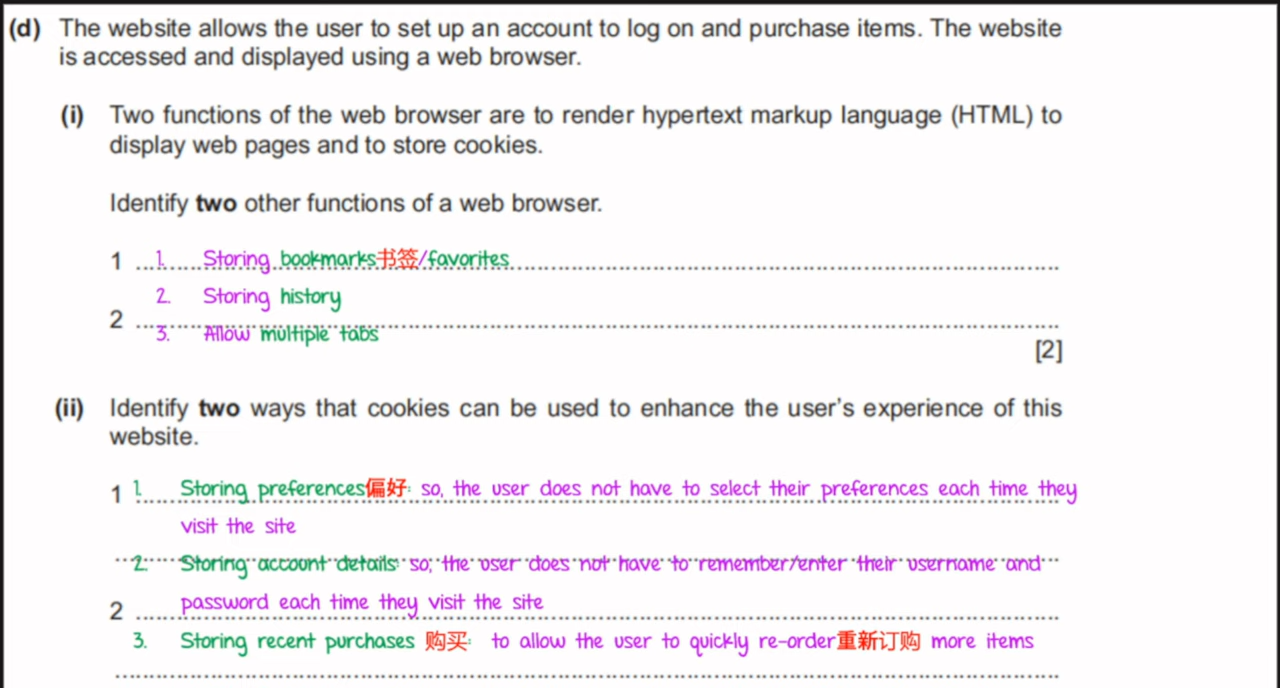 (d) The website allows the user to set up an account to log on and purchase items. The website
is accessed and displayed using a web browser.
(i) Two functions of the web browser are to render hypertext markup language (HTML) to
display web pages and to store cookies.
Identify two other functions of a web browser.
1 1. Storing bookmarks书签/favorites
2. Storing history
2
3. Allow multiple tabs
[2]
(ii) Identify two ways that cookies can be used to enhance the user's experience of this
website.
1 1. Storing preferences偏好: so, the user does not have to select their preferences each time they
visit the site
2. Storing account details: so, the user does not have to remember/enter their username and
2 password each time they visit the site
3. Storing recent purchases 购买: to allow the user to quickly re-order重新订购 more items